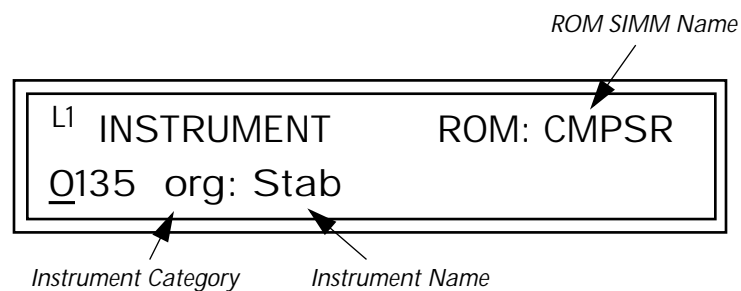 ROM SIMM Name
L1 INSTRUMENT ROM: CMPSR
0135 org: Stab
Instrument Category Instrument Name